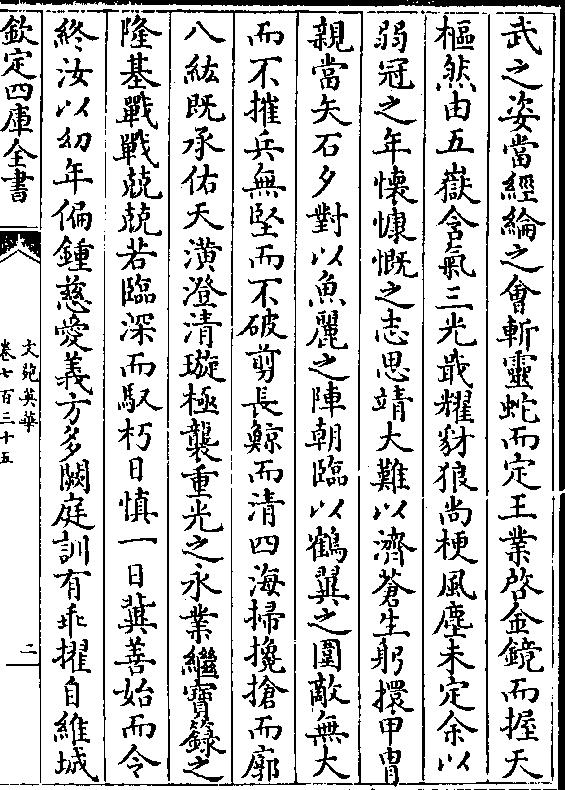 武之姿當經綸之會斬靈蛇而定王業啓金鏡而握天
樞然由五嶽含氣三光戢耀豺狼尚梗風塵未定余以
弱冠之年懷慷慨之志思靖大難以濟蒼生躬擐甲胄
親當矢石夕對以魚麗之陣朝臨以鶴翼之圍敵無大
而不摧兵無堅而不破剪長鯨而清四海掃攙搶而廓
八紘既承佑天潢澄清璇極襲重光之永業繼寶籙之
隆基戰戰兢兢若臨深而馭朽日慎一日冀善始而令
終汝以幼年偏鍾慈愛義方多闕庭訓有乖擢自維城
欽定四庫全書
文苑英華
卷七百三十五
二